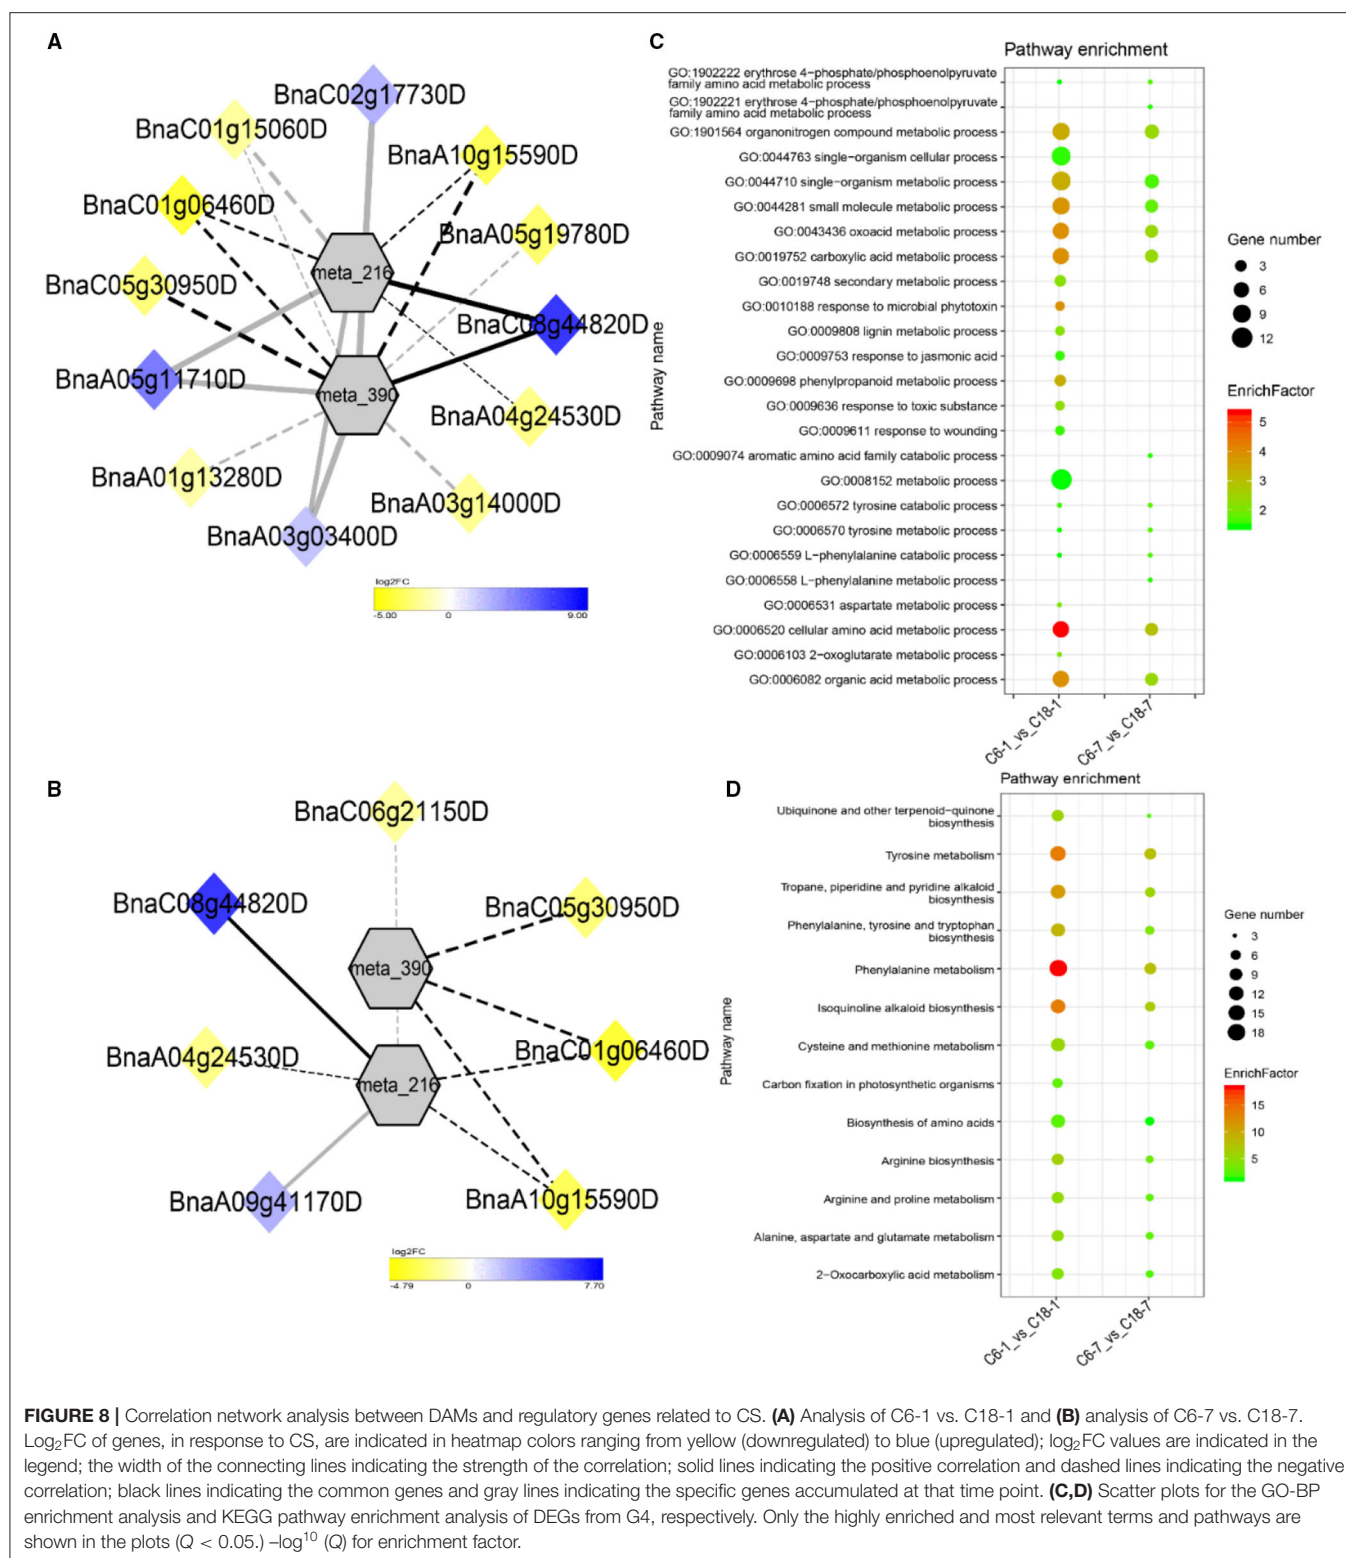 A
BnaC02g17730D
BnaC01g15060D
BnaA10g15590D
BnaC01g06460D
BnaA05g19780D
meta_216
BnaC05g30950D
BnaC08g44820D
BnaA05g11710D
meta_390
BnaA04g24530D
BnaA01g13280D
BnaA03g14000D
BnaA03g03400D
log2FC
-5.00 0 9.00
C
Pathway enrichment
GO:1902222 erythrose 4−phosphate/phosphoenolpyruvate
family amino acid metabolic process
GO:1902221 erythrose 4−phosphate/phosphoenolpyruvate
family amino acid metabolic process
GO:1901564 organonitrogen compound metabolic process
GO:0044763 single−organism cellular process
GO:0044710 single−organism metabolic process
GO:0044281 small molecule metabolic process
GO:0043436 oxoacid metabolic process
GO:0019752 carboxylic acid metabolic process
GO:0019748 secondary metabolic process
GO:0010188 response to microbial phytotoxin
GO:0009808 lignin metabolic process
GO:0009753 response to jasmonic acid
GO:0009698 phenylpropanoid metabolic process
GO:0009636 response to toxic substance
GO:0009611 response to wounding
GO:0009074 aromatic amino acid family catabolic process
GO:0008152 metabolic process
GO:0006572 tyrosine catabolic process
GO:0006570 tyrosine metabolic process
GO:0006559 L−phenylalanine catabolic process
GO:0006558 L−phenylalanine metabolic process
GO:0006531 aspartate metabolic process
GO:0006520 cellular amino acid metabolic process
GO:0006103 2−oxoglutarate metabolic process
GO:0006082 organic acid metabolic process
Pathway name
C6-1_vs_C18-1
C6-7_vs_C18-7
Gene number
3
6
9
12
EnrichFactor
5
4
3
2
B
BnaC06g21150D
BnaC08g44820D
BnaC05g30950D
meta_390
BnaA04g24530D
BnaC01g06460D
meta_216
BnaA09g41170D
BnaA10g15590D
log2FC
-4.79 0 7.70
D
Pathway enrichment
Ubiquinone and other terpenoid−quinone
biosynthesis
Tyrosine metabolism
Tropane, piperidine and pyridine alkaloid
biosynthesis
Phenylalanine, tyrosine and tryptophan
biosynthesis
Phenylalanine metabolism
Isoquinoline alkaloid biosynthesis
Cysteine and methionine metabolism
Carbon fixation in photosynthetic organisms
Biosynthesis of amino acids
Arginine biosynthesis
Arginine and proline metabolism
Alanine, aspartate and glutamate metabolism
2−Oxocarboxylic acid metabolism
Pathway name
C6-1_vs_C18-1
C6-7_vs_C18-7
Gene number
3
6
9
12
15
18
EnrichFactor
15
10
5
FIGURE 8 | Correlation network analysis between DAMs and regulatory genes related to CS. (A) Analysis of C6-1 vs. C18-1 and (B) analysis of C6-7 vs. C18-7.
Log₂FC of genes, in response to CS, are indicated in heatmap colors ranging from yellow (downregulated) to blue (upregulated); log₂FC values are indicated in the
legend; the width of the connecting lines indicating the strength of the correlation; solid lines indicating the positive correlation and dashed lines indicating the negative
correlation; black lines indicating the common genes and gray lines indicating the specific genes accumulated at that time point. (C,D) Scatter plots for the GO-BP
enrichment analysis and KEGG pathway enrichment analysis of DEGs from G4, respectively. Only the highly enriched and most relevant terms and pathways are
shown in the plots (Q < 0.05.) –log¹⁰ (Q) for enrichment factor.